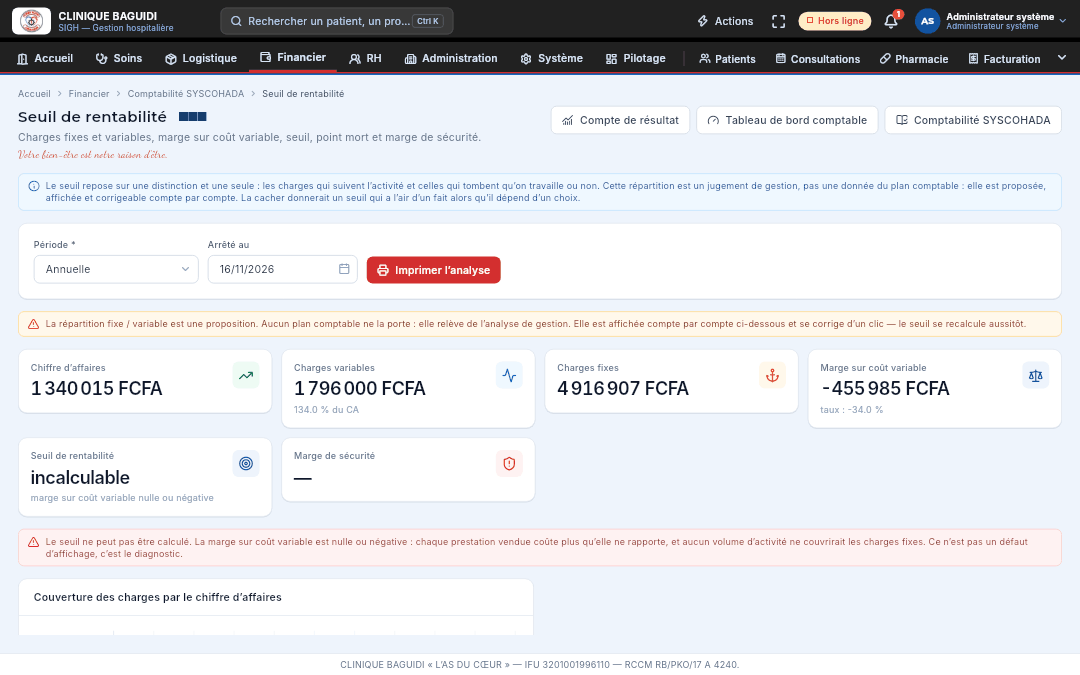 CLINIQUE BAGUIDI
SIGH — Gestion hospitalière
Rechercher un patient, un pro... Ctrl K
Actions
Hors ligne
1
AS
Administrateur système
Administrateur système
Accueil
Soins
Logistique
Financier
RH
Administration
Système
Pilotage
Patients
Consultations
Pharmacie
Facturation
Accueil > Financier > Comptabilité SYSCOHADA > Seuil de rentabilité
Seuil de rentabilité
Charges fixes et variables, marge sur coût variable, seuil, point mort et marge de sécurité.
Votre bien-être est notre raison d'être.
Compte de résultat
Tableau de bord comptable
Comptabilité SYSCOHADA
Le seuil repose sur une distinction et une seule : les charges qui suivent l'activité et celles qui tombent qu'on travaille ou non. Cette répartition est un jugement de gestion, pas une donnée du plan comptable : elle est proposée,
affichée et corrigeable compte par compte. La cacher donnerait un seuil qui a l'air d'un fait alors qu'il dépend d'un choix.
Période *
Arrêté au
Annuelle
16/11/2026
Imprimer l'analyse
La répartition fixe / variable est une proposition. Aucun plan comptable ne la porte : elle relève de l'analyse de gestion. Elle est affichée compte par compte ci-dessous et se corrige d'un clic — le seuil se recalcule aussitôt.
Chiffre d'affaires
1 340 015 FCFA
Charges variables
1 796 000 FCFA
134.0 % du CA
Charges fixes
4 916 907 FCFA
Marge sur coût variable
-455 985 FCFA
taux : -34.0 %
Seuil de rentabilité
incalculable
marge sur coût variable nulle ou négative
Marge de sécurité
—
Le seuil ne peut pas être calculé. La marge sur coût variable est nulle ou négative : chaque prestation vendue coûte plus qu'elle ne rapporte, et aucun volume d'activité ne couvrirait les charges fixes. Ce n'est pas un défaut
d'affichage, c'est le diagnostic.
Couverture des charges par le chiffre d'affaires
CLINIQUE BAGUIDI « L'AS DU CŒUR » — IFU 3201001996110 — RCCM RB/PKO/17 A 4240.